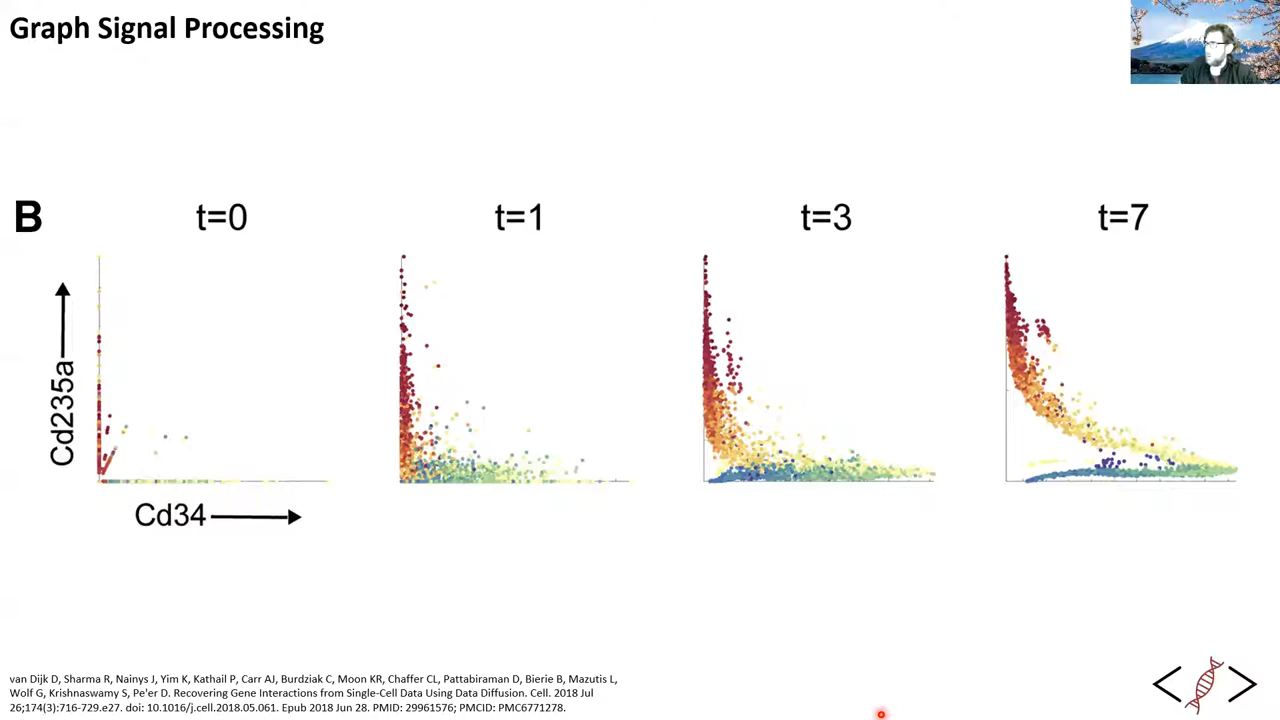 Graph Signal Processing
B
t=0
t=1
t=3
t=7
Cd235a
Cd34
van Dijk D, Sharma R, Nainys J, Yim K, Kathail P, Carr AJ, Burdziak C, Moon KR, Chaffer CL, Pattabiraman D, Bierie B, Mazutis L,
Wolf G, Krishnaswamy S, Pe'er D. Recovering Gene Interactions from Single-Cell Data Using Data Diffusion. Cell. 2018 Jul
26;174(3):716-729.e27. doi: 10.1016/j.cell.2018.05.061. Epub 2018 Jun 28. PMID: 29961576; PMCID: PMC6771278.